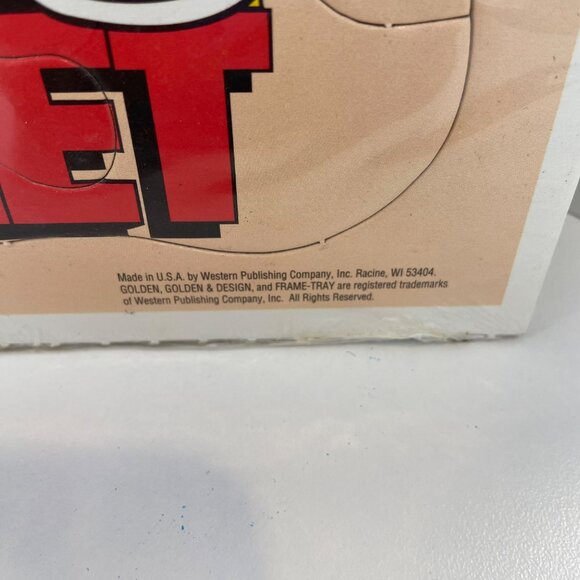 ET
Made in U.S.A. by Western Publishing Company, Inc. Racine, WI 53404.
GOLDEN, GOLDEN & DESIGN, and FRAME-TRAY are registered trademarks
of Western Publishing Company, Inc. All Rights Reserved.